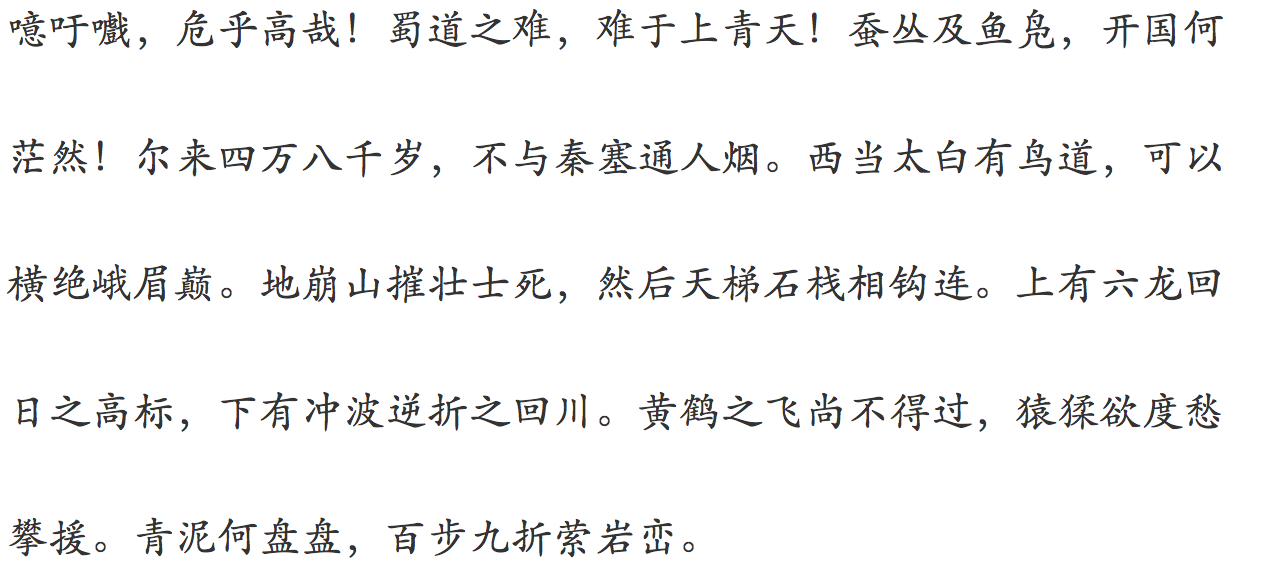 噫吁嚱，危乎高哉！蜀道之难，难于上青天！蚕丛及鱼凫，开国何
茫然！尔来四万八千岁，不与秦塞通人烟。西当太白有鸟道，可以
横绝峨眉巅。地崩山摧壮士死，然后天梯石栈相钩连。上有六龙回
日之高标，下有冲波逆折之回川。黄鹤之飞尚不得过，猿猱欲度愁
攀援。青泥何盘盘，百步九折萦岩峦。